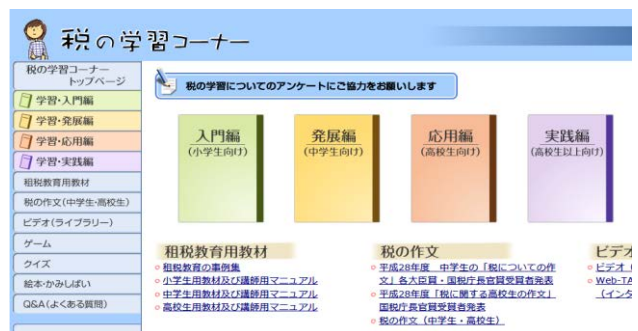 税の学習コーナー
税の学習コーナー
トップページ
学習・入門編
学習・発展編
学習・応用編
学習・実践編
租税教育用教材
税の作文(中学生・高校生)
ビデオ(ライブラリー)
ゲーム
クイズ
絵本・かみしばい
Q&A(よくある質問)
税の学習についてのアンケートにご協力をお願いします
入門編
(小学生向け)
発展編
(中学生向け)
応用編
(高校生向け)
実践編
(高校生以上向け)
租税教育用教材
租税教育の事例集
小学生用教材及び講師用マニュアル
中学生用教材及び講師用マニュアル
高校生用教材及び講師用マニュアル
税の作文
平成28年度 中学生の「税についての作
文」各大臣賞・国税庁長官賞受賞者発表
平成28年度「税に関する高校生の作文」
国税庁長官賞受賞者発表
税の作文(中学生・高校生)
ビデオ
ビデオ(
Web-TA
(インタ